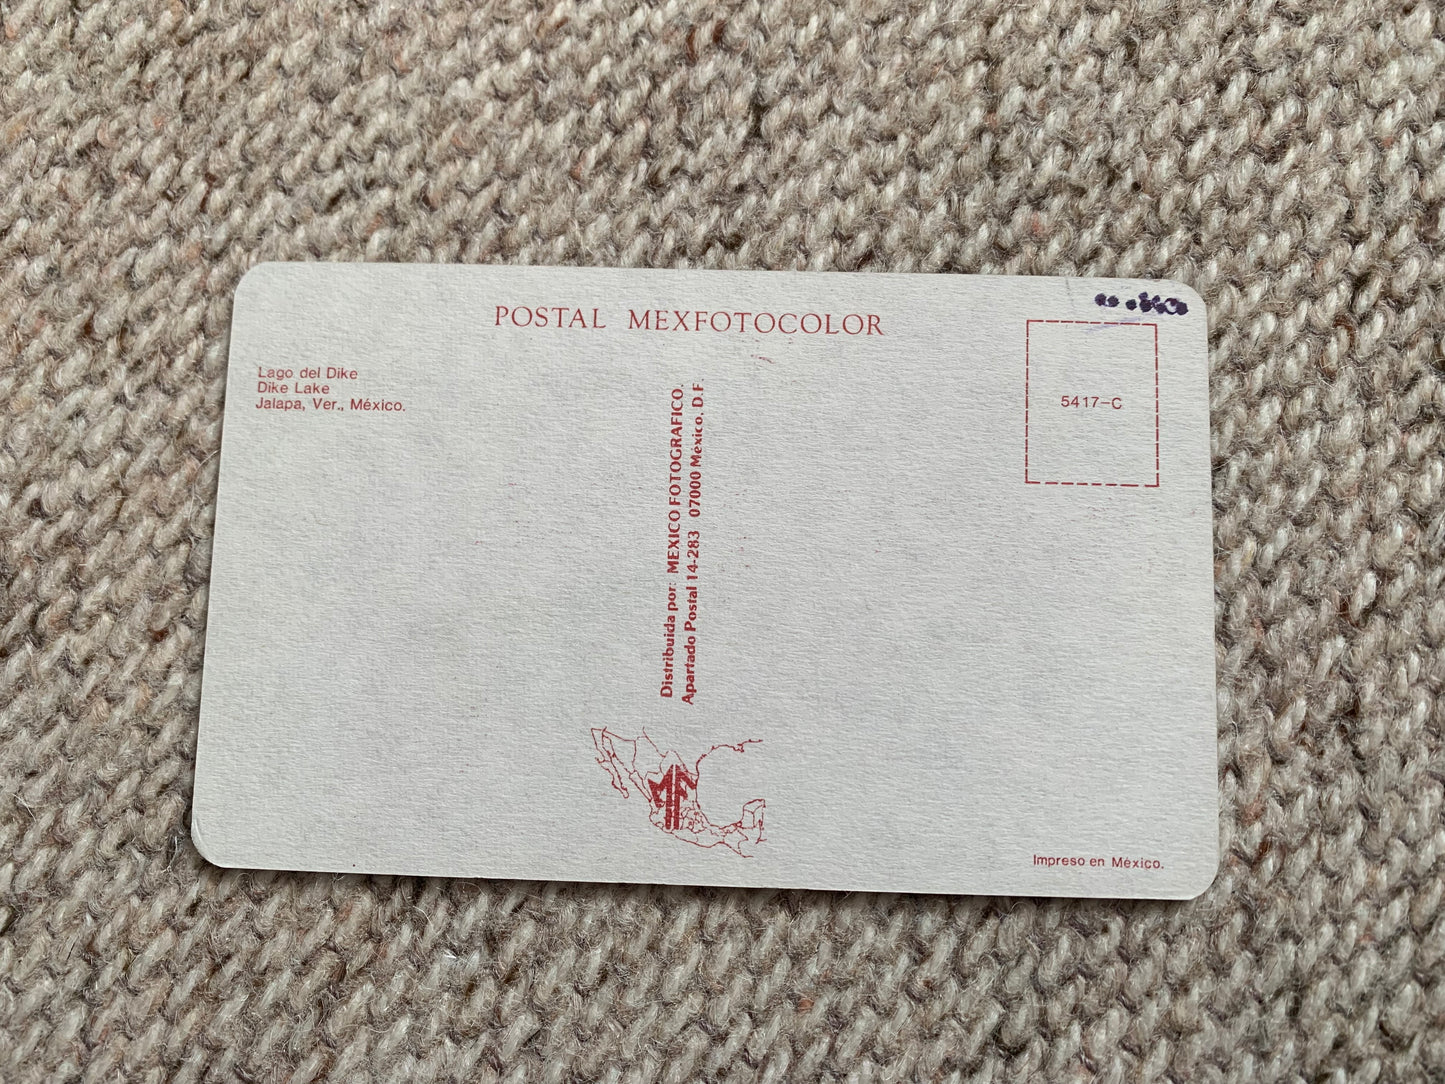 POSTAL MEXFOTOCOLOR
Lago del Dike
Dike Lake
Jalapa, Ver., México.
Distribuida por: MEXICO FOTOGRAFICO.
Apartado Postal 14-283 07000 México, D.F.
5417-C
MF
Impreso en México.